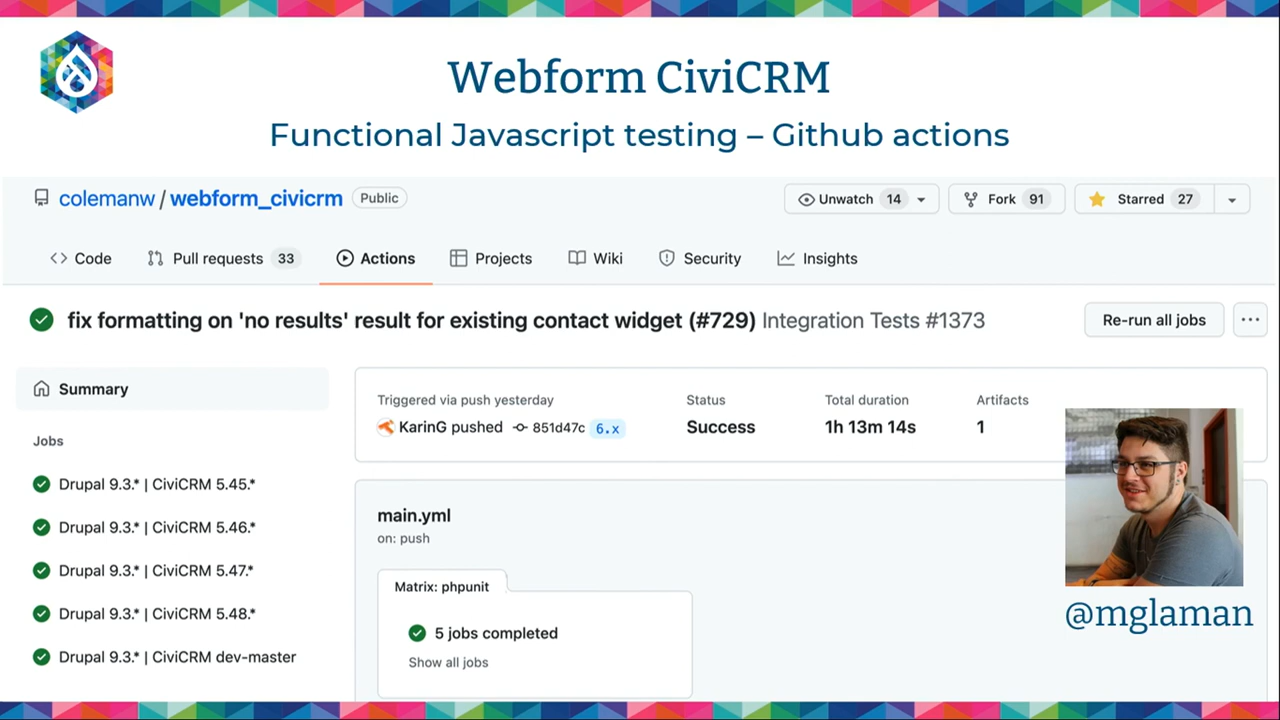 Webform CiviCRM
Functional Javascript testing – Github actions
colemanw / webform_civicrm Public
Unwatch 14
Fork 91
Starred 27
Code
Pull requests 33
Actions
Projects
Wiki
Security
Insights
fix formatting on 'no results' result for existing contact widget (#729) Integration Tests #1373
Re-run all jobs
Summary
Jobs
Drupal 9.3.* | CiviCRM 5.45.*
Drupal 9.3.* | CiviCRM 5.46.*
Drupal 9.3.* | CiviCRM 5.47.*
Drupal 9.3.* | CiviCRM 5.48.*
Drupal 9.3.* | CiviCRM dev-master
Triggered via push yesterday
KarinG pushed 851d47c 6.x
Status
Success
Total duration
1h 13m 14s
Artifacts
1
main.yml
on: push
Matrix: phpunit
5 jobs completed
Show all jobs
@mglaman